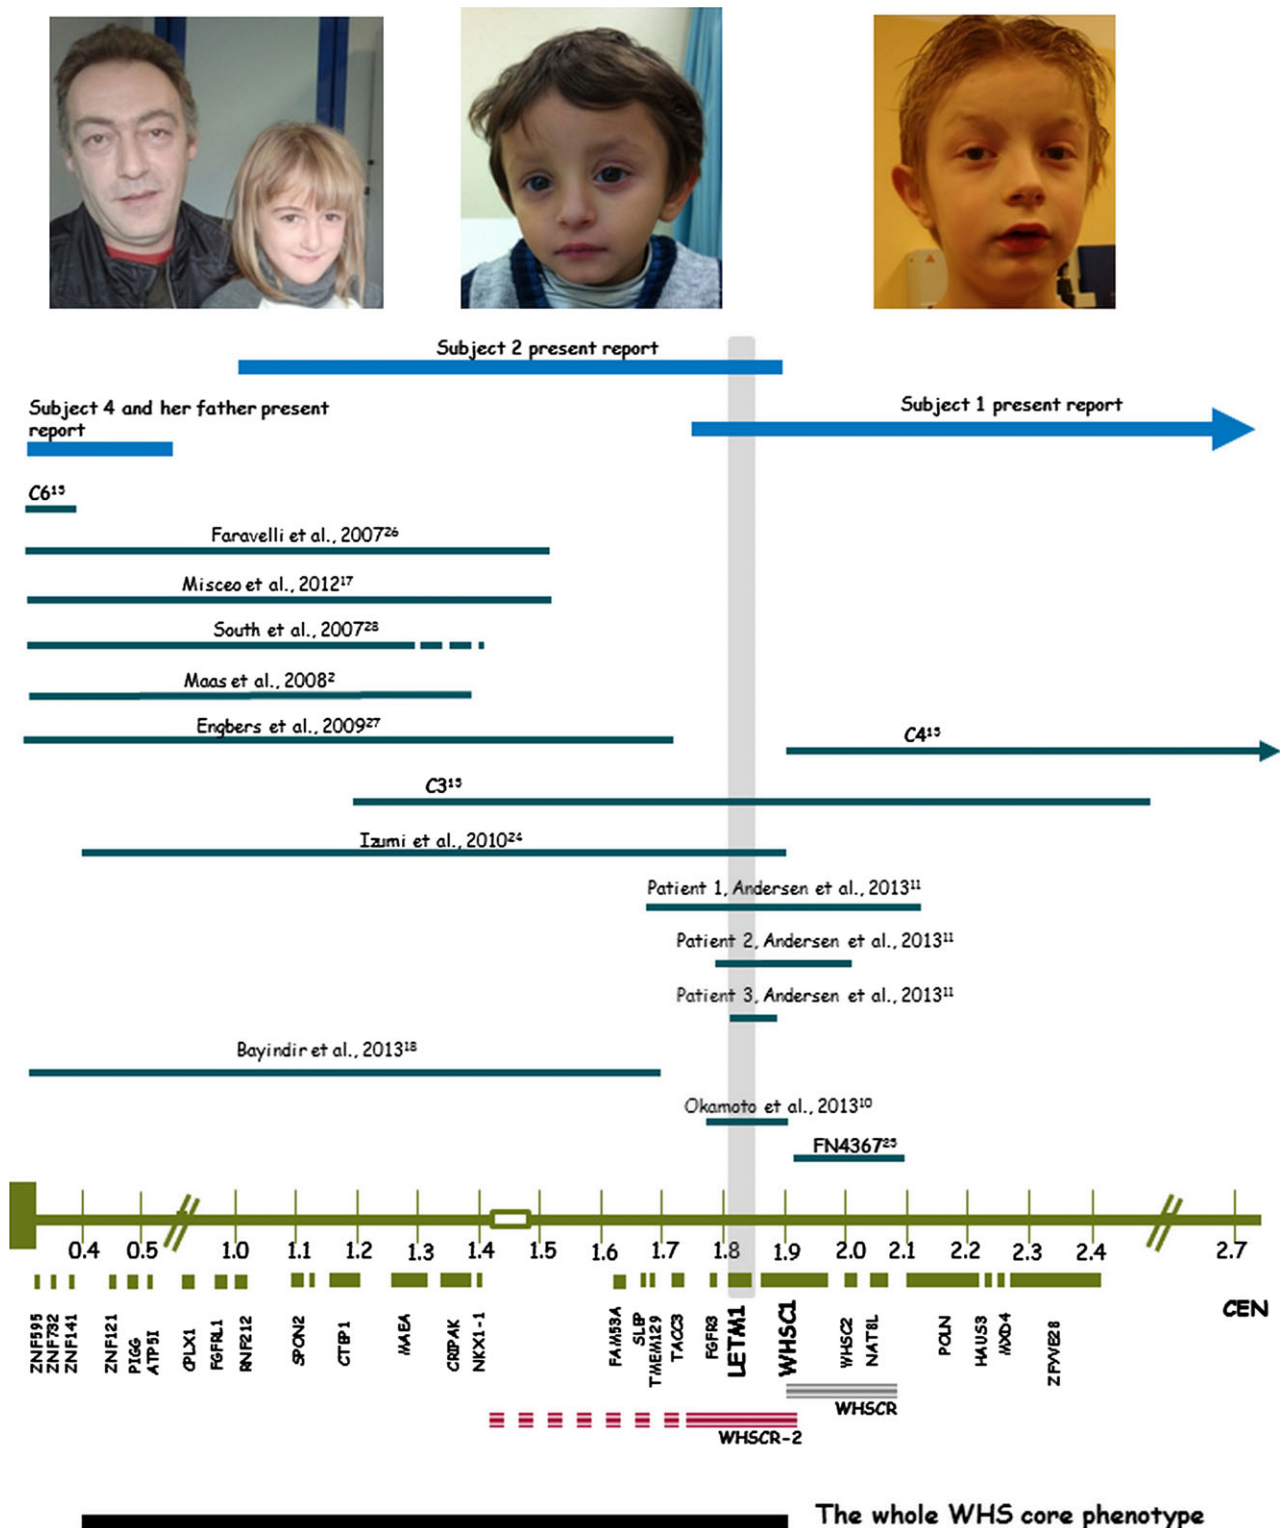 Subject 2 present report
Subject 4 and her father present
report
Subject 1 present report
C6¹⁵
Faravelli et al., 2007²⁶
Misceo et al., 2012¹⁷
South et al., 2007²⁸
Maas et al., 2008²
Engbers et al., 2009²⁷
C4¹⁵
C3¹⁵
Izumi et al., 2010²⁴
Patient 1, Andersen et al., 2013¹¹
Patient 2, Andersen et al., 2013¹¹
Patient 3, Andersen et al., 2013¹¹
Bayindir et al., 2013¹⁸
Okamoto et al., 2013¹⁰
FN4367²⁵
0.4 0.5 1.0 1.1 1.2 1.3 1.4 1.5 1.6 1.7 1.8 1.9 2.0 2.1 2.2 2.3 2.4 2.7
CEN
ZNF595
ZNF732
ZNF141
ZNF121
PIGG
ATP5I
CPLX1
FGFRL1
RNF212
SPON2
CTBP1
MAEA
CRIPAK
NKX1-1
FAM53A
SLBP
TMEM129
TACC3
FGFR3
LETM1
WHSC1
WHSC2
NAT8L
POLN
HAUS3
MXD4
ZFYVE28
WHSCR
WHSCR-2
The whole WHS core phenotype